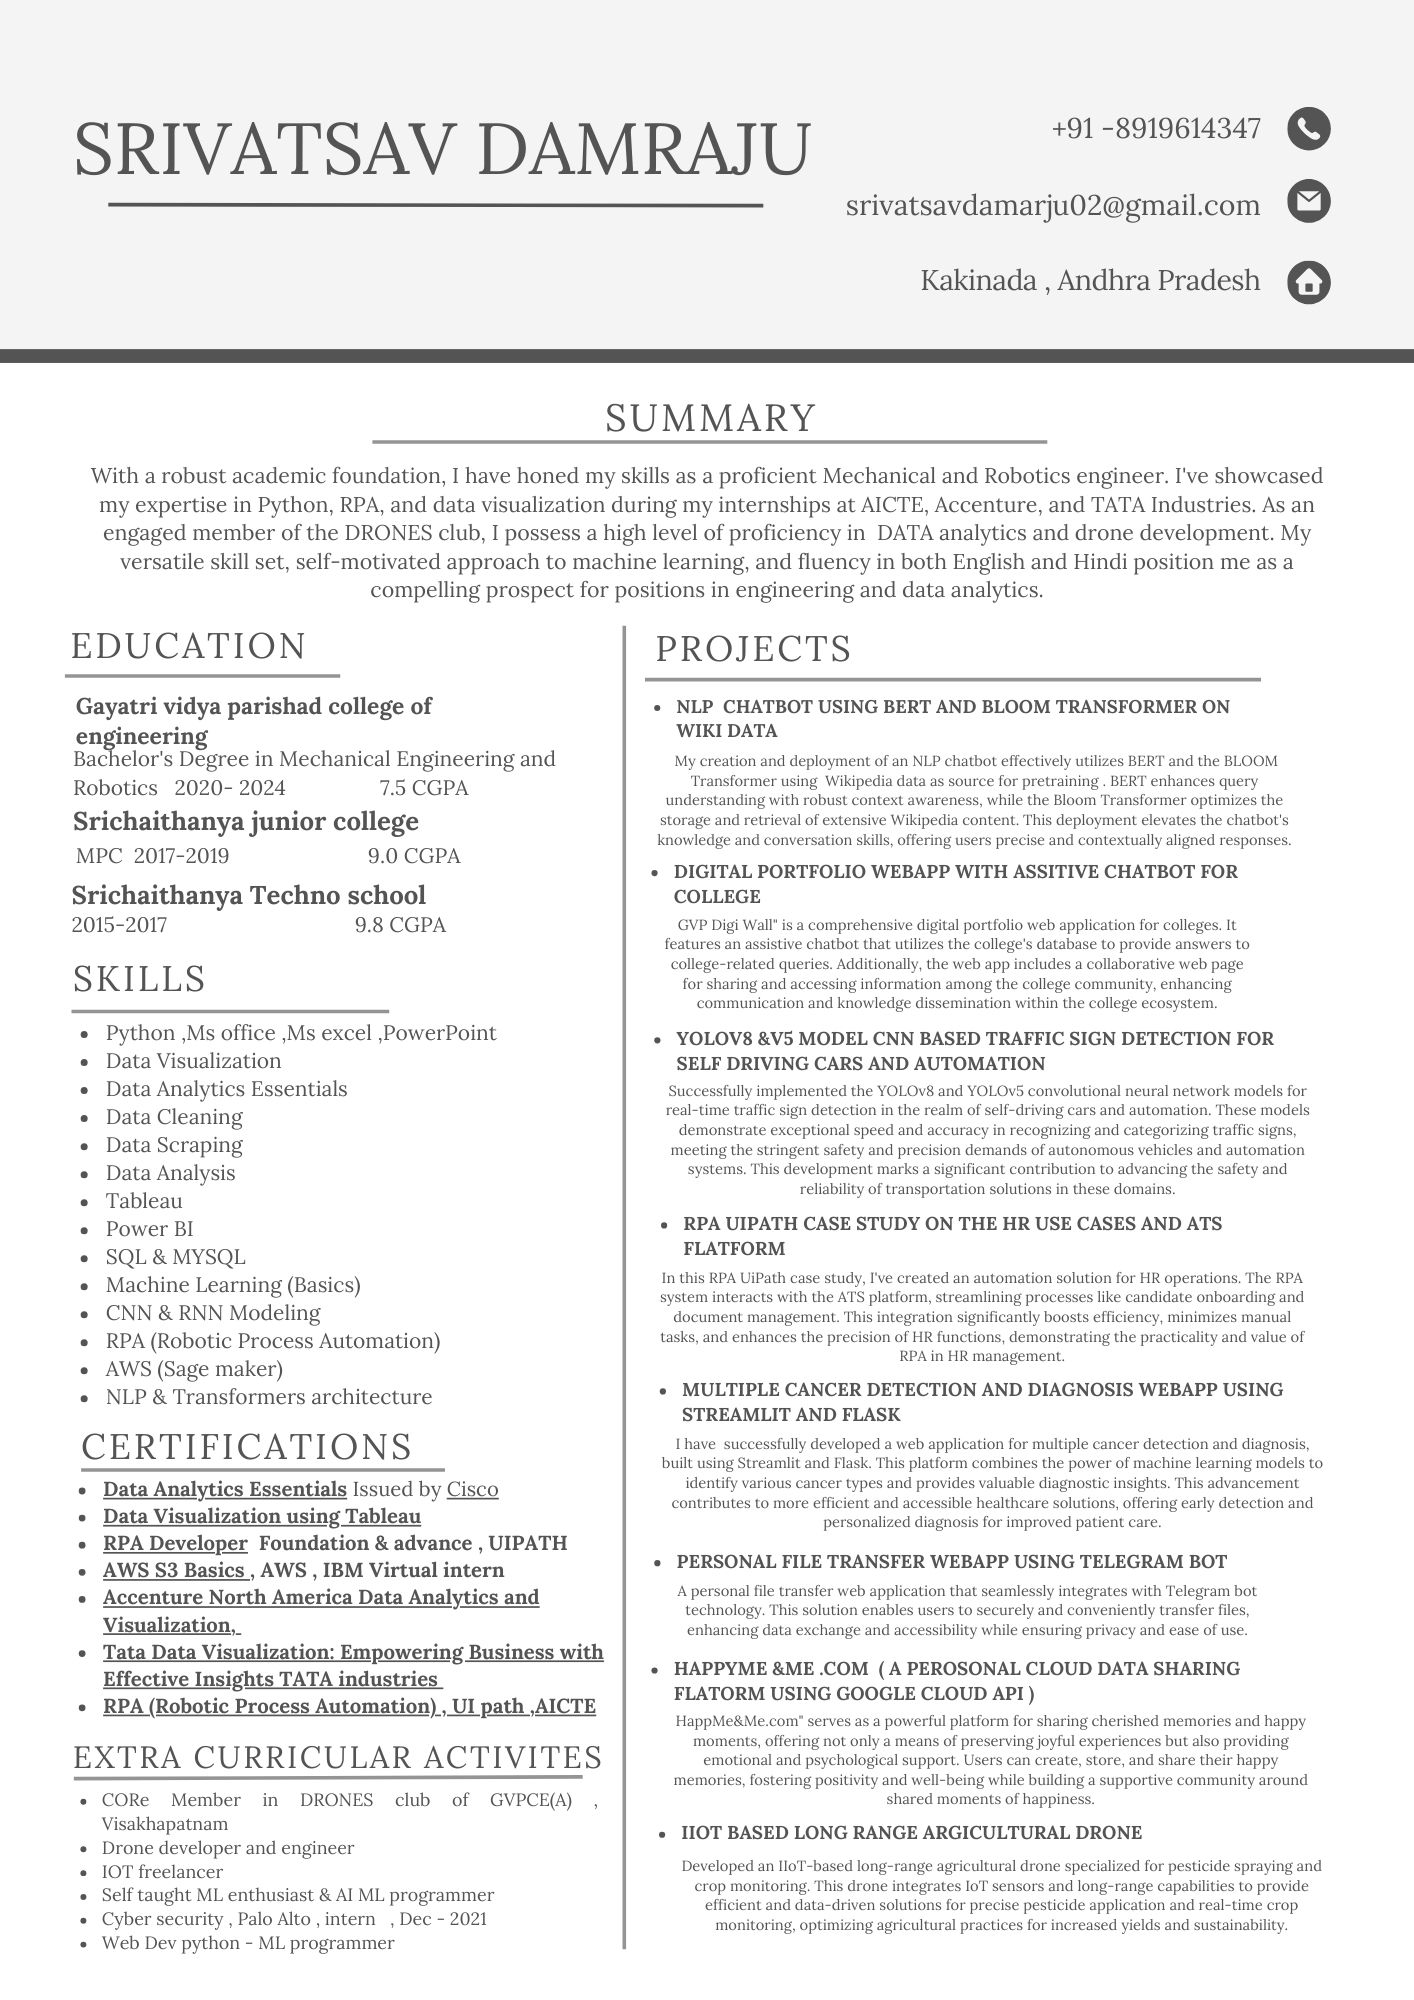 SRIVATSAV DAMRAJU
+91 -8919614347
srivatsavdamarju02@gmail.com
Kakinada , Andhra Pradesh
SUMMARY
With a robust academic foundation, I have honed my skills as a proficient Mechanical and Robotics engineer. I've showcased
my expertise in Python, RPA, and data visualization during my internships at AICTE, Accenture, and TATA Industries. As an
engaged member of the DRONES club, I possess a high level of proficiency in  DATA analytics and drone development. My
versatile skill set, self-motivated approach to machine learning, and fluency in both English and Hindi position me as a
compelling prospect for positions in engineering and data analytics.
EDUCATION
Gayatri vidya parishad college of
engineering
Bachelor's Degree in Mechanical Engineering and
Robotics   2020- 2024   7.5 CGPA
Srichaithanya junior college
MPC  2017-2019   9.0 CGPA
Srichaithanya Techno school
2015-2017   9.8 CGPA
SKILLS
• Python ,Ms office ,Ms excel ,PowerPoint
• Data Visualization
• Data Analytics Essentials
• Data Cleaning
• Data Scraping
• Data Analysis
• Tableau
• Power BI
• SQL & MYSQL
• Machine Learning (Basics)
• CNN & RNN Modeling
• RPA (Robotic Process Automation)
• AWS (Sage maker)
• NLP & Transformers architecture
CERTIFICATIONS
• Data Analytics Essentials Issued by Cisco
• Data Visualization using Tableau
• RPA Developer  Foundation & advance , UIPATH
• AWS S3 Basics , AWS , IBM Virtual intern
• Accenture North America Data Analytics and
Visualization,
• Tata Data Visualization: Empowering Business with
Effective Insights TATA industries
• RPA (Robotic Process Automation) , UI path ,AICTE
EXTRA CURRICULAR ACTIVITES
• CORe Member in DRONES club of GVPCE(A) ,
Visakhapatnam
• Drone developer and engineer
• IOT freelancer
• Self taught ML enthusiast & AI ML programmer
• Cyber security , Palo Alto , intern   , Dec - 2021
• Web Dev python - ML programmer
PROJECTS
• NLP  CHATBOT USING BERT AND BLOOM TRANSFORMER ON
WIKI DATA
My creation and deployment of an NLP chatbot effectively utilizes BERT and the BLOOM
Transformer using  Wikipedia data as source for pretraining . BERT enhances query
understanding with robust context awareness, while the Bloom Transformer optimizes the
storage and retrieval of extensive Wikipedia content. This deployment elevates the chatbot's
knowledge and conversation skills, offering users precise and contextually aligned responses.
• DIGITAL PORTFOLIO WEBAPP WITH ASSITIVE CHATBOT FOR
COLLEGE
GVP Digi Wall" is a comprehensive digital portfolio web application for colleges. It
features an assistive chatbot that utilizes the college's database to provide answers to
college-related queries. Additionally, the web app includes a collaborative web page
for sharing and accessing information among the college community, enhancing
communication and knowledge dissemination within the college ecosystem.
• YOLOV8 &V5 MODEL CNN BASED TRAFFIC SIGN DETECTION FOR
SELF DRIVING CARS AND AUTOMATION
Successfully implemented the YOLOv8 and YOLOv5 convolutional neural network models for
real-time traffic sign detection in the realm of self-driving cars and automation. These models
demonstrate exceptional speed and accuracy in recognizing and categorizing traffic signs,
meeting the stringent safety and precision demands of autonomous vehicles and automation
systems. This development marks a significant contribution to advancing the safety and
reliability of transportation solutions in these domains.
• RPA UIPATH CASE STUDY ON THE HR USE CASES AND ATS
FLATFORM
In this RPA UiPath case study, I've created an automation solution for HR operations. The RPA
system interacts with the ATS platform, streamlining processes like candidate onboarding and
document management. This integration significantly boosts efficiency, minimizes manual
tasks, and enhances the precision of HR functions, demonstrating the practicality and value of
RPA in HR management.
• MULTIPLE CANCER DETECTION AND DIAGNOSIS WEBAPP USING
STREAMLIT AND FLASK
I have  successfully developed a web application for multiple cancer detection and diagnosis,
built using Streamlit and Flask. This platform combines the power of machine learning models to
identify various cancer types and provides valuable diagnostic insights. This advancement
contributes to more efficient and accessible healthcare solutions, offering early detection and
personalized diagnosis for improved patient care.
• PERSONAL FILE TRANSFER WEBAPP USING TELEGRAM BOT
A personal file transfer web application that seamlessly integrates with Telegram bot
technology. This solution enables users to securely and conveniently transfer files,
enhancing data exchange and accessibility while ensuring privacy and ease of use.
• HAPPYME &ME .COM  ( A PEROSONAL CLOUD DATA SHARING
FLATORM USING GOOGLE CLOUD API )
HappMe&Me.com" serves as a powerful platform for sharing cherished memories and happy
moments, offering not only a means of preserving joyful experiences but also providing
emotional and psychological support. Users can create, store, and share their happy
memories, fostering positivity and well-being while building a supportive community around
shared moments of happiness.
• IIOT BASED LONG RANGE ARGICULTURAL DRONE
Developed an IIoT-based long-range agricultural drone specialized for pesticide spraying and
crop monitoring. This drone integrates IoT sensors and long-range capabilities to provide
efficient and data-driven solutions for precise pesticide application and real-time crop
monitoring, optimizing agricultural practices for increased yields and sustainability.